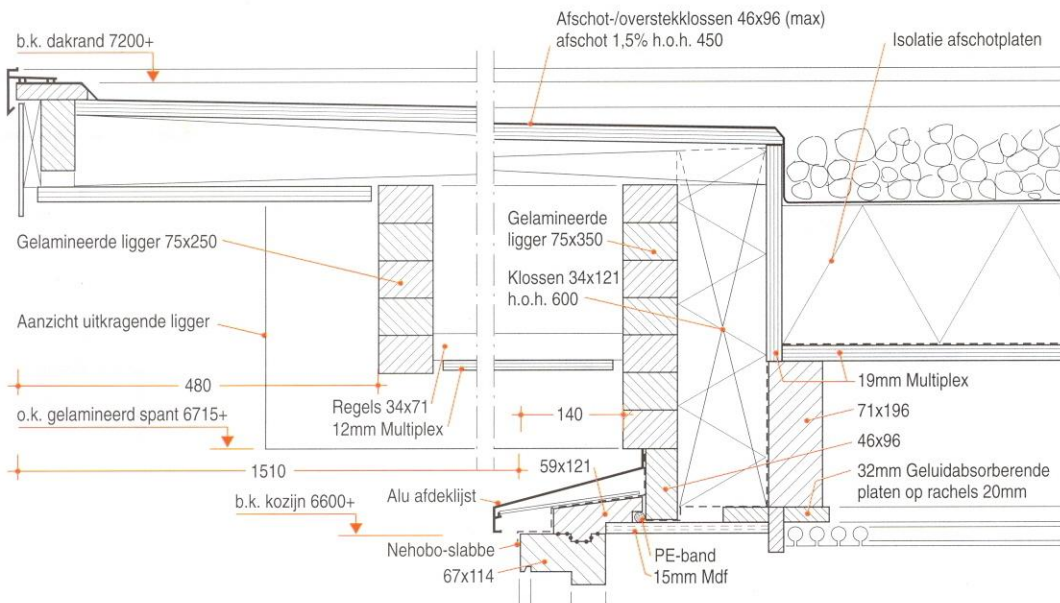 b.k. dakrand 7200+
Afschot-/overstekklossen 46x96 (max)
afschot 1,5% h.o.h. 450
Isolatie afschotplaten
Gelamineerde ligger 75x250
Gelamineerde
ligger 75x350
Klossen 34x121
h.o.h. 600
Aanzicht uitkragende ligger
480
19mm Multiplex
Regels 34x71
12mm Multiplex
140
71x196
o.k. gelamineerd spant 6715+
46x96
1510
59x121
32mm Geluidabsorberende
platen op rachels 20mm
Alu afdeklijst
b.k. kozijn 6600+
Nehobo-slabbe
67x114
PE-band
15mm Mdf